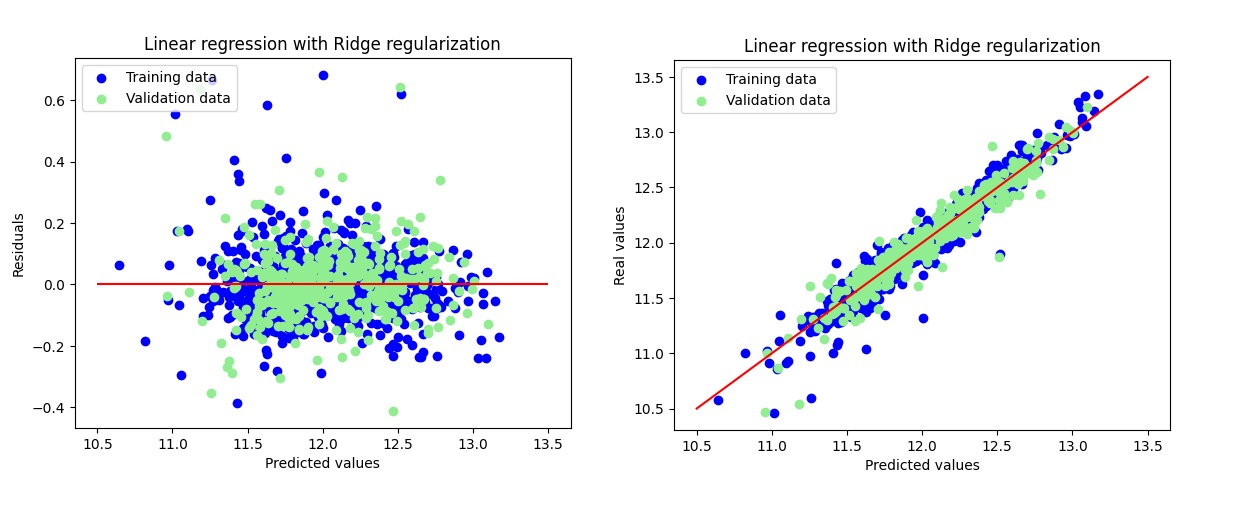 Linear regression with Ridge regularization
Training data
Validation data
0.6
0.4
0.2
0.0
−0.2
−0.4
Residuals
10.5 11.0 11.5 12.0 12.5 13.0 13.5
Predicted values
Linear regression with Ridge regularization
Training data
Validation data
13.5
13.0
12.5
12.0
11.5
11.0
10.5
Real values
10.5 11.0 11.5 12.0 12.5 13.0 13.5
Predicted values